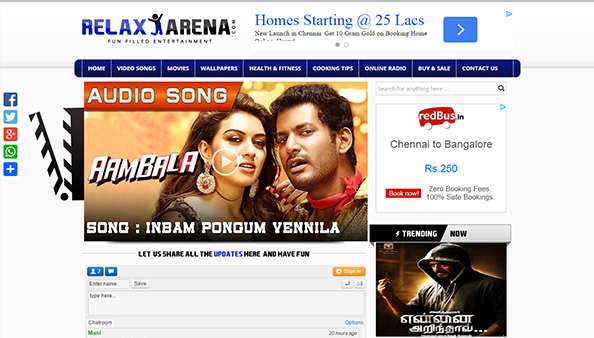 RELAX ARENA.COM
FUN FILLED ENTERTAINMENT
Homes Starting @ 25 Lacs
New Launch in Chennai. Get 10 Gram Gold on Booking Home
HOME VIDEO SONGS MOVIES WALLPAPERS HEALTH & FITNESS COOKING TIPS ONLINE RADIO BUY & SALE CONTACT US
AUDIO SONG
AAMBALA
SONG : INBAM PONGUM VENNILA
Search for anything here ...
redBus.in
Chennai to Bangalore
Rs.250
Book now!
Zero Booking Fees.
100% Safe Bookings.
TRENDING NOW
என்னை
அறிந்தால்..
LET US SHARE ALL THE UPDATES HERE AND HAVE FUN
2
Sign in
Enter name Save
:-)
type here...
Chatroom Options
Mani 20 hours ago